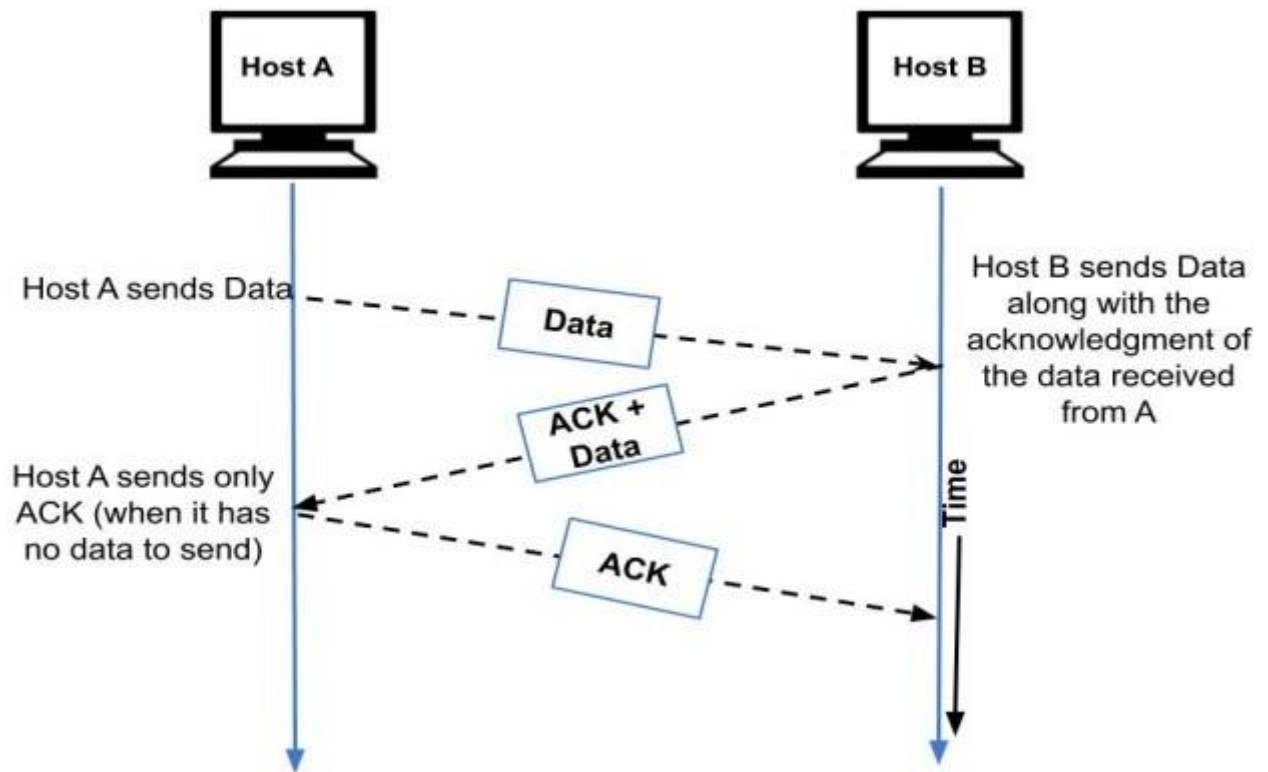 Host A
Host B
Host A sends Data
Data
Host B sends Data
along with the
acknowledgment of
the data received
from A
ACK +
Data
Host A sends only
ACK (when it has
no data to send)
Time
ACK